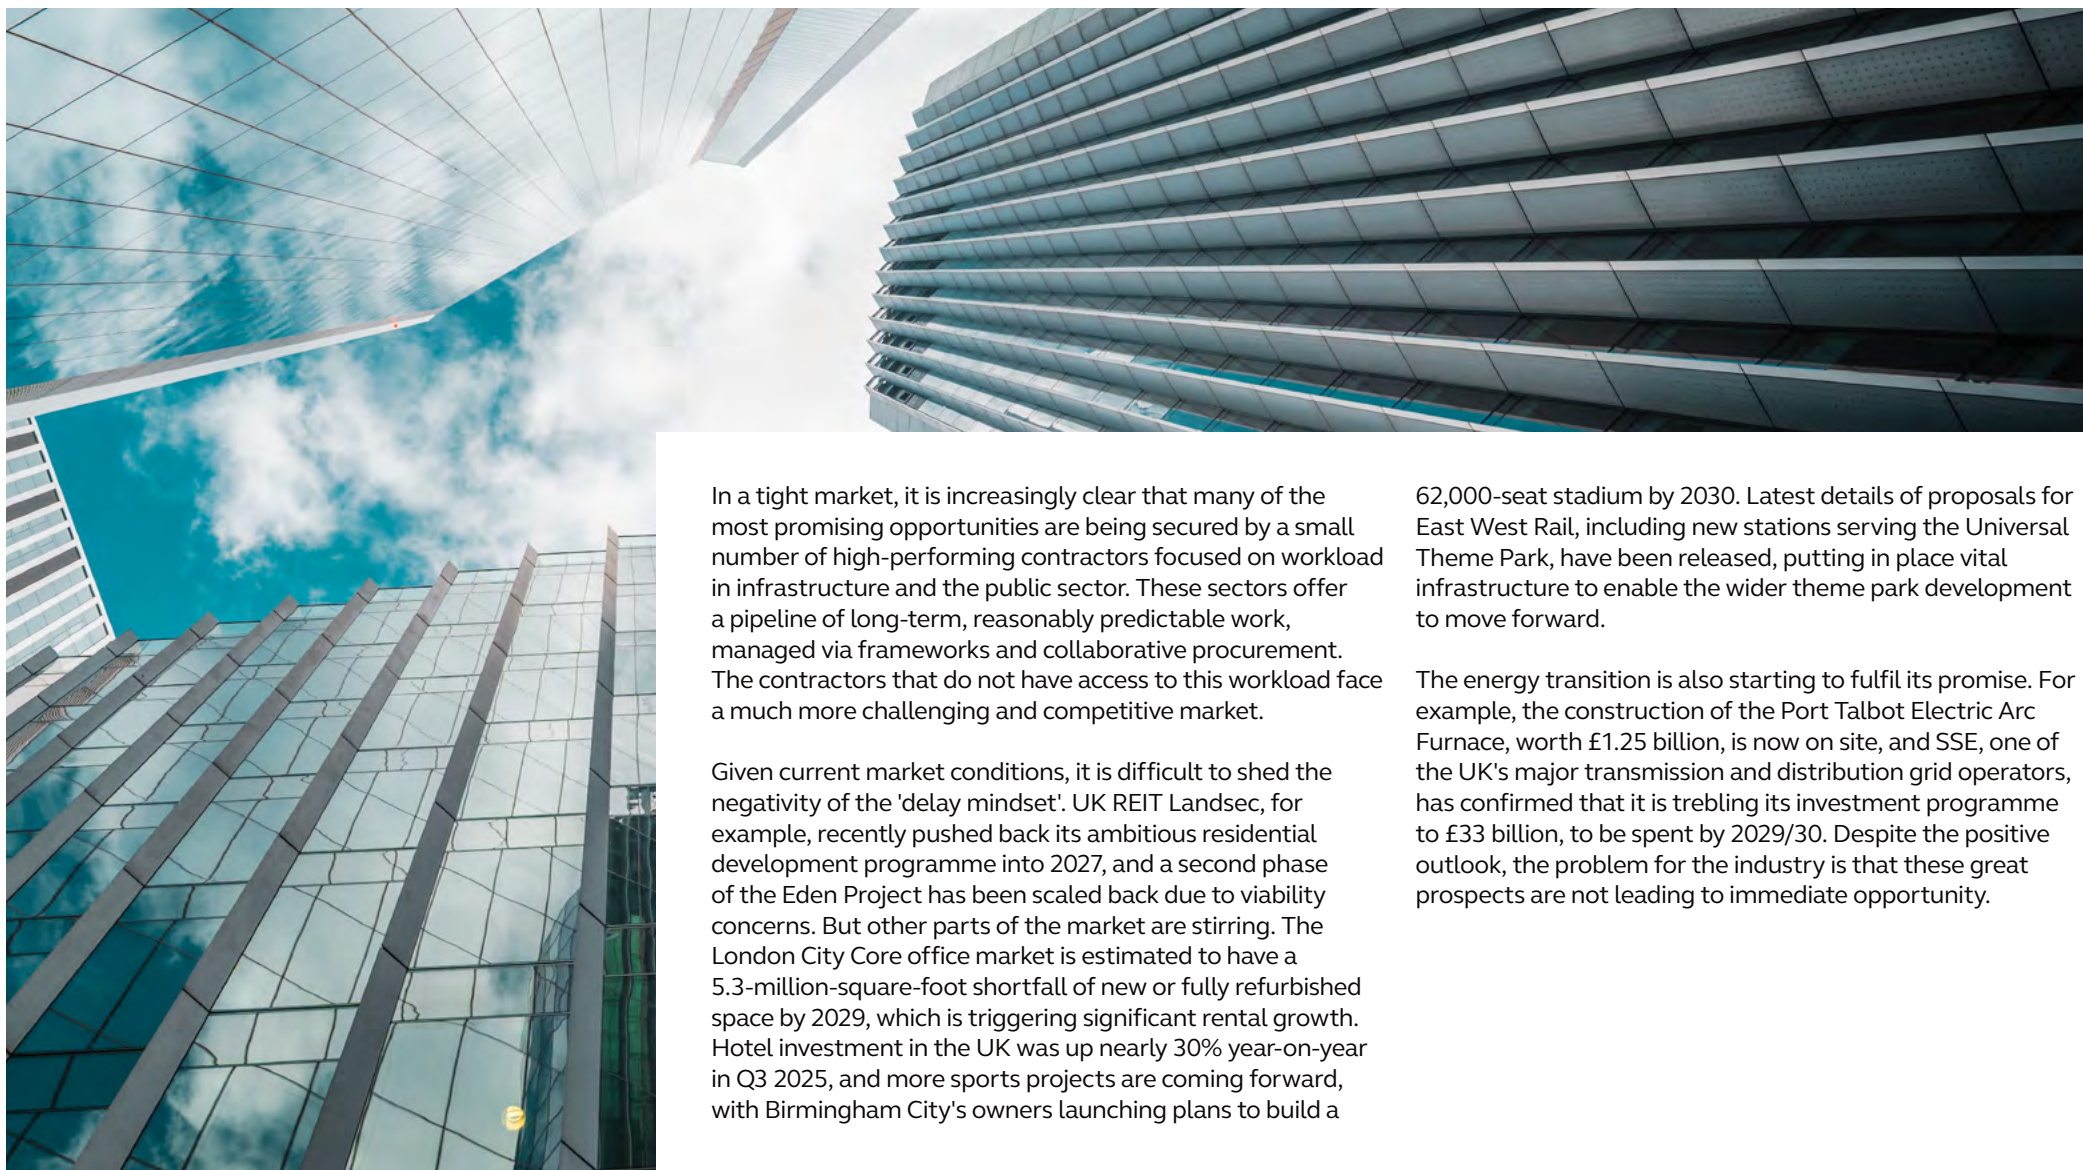 In a tight market, it is increasingly clear that many of the
most promising opportunities are being secured by a small
number of high-performing contractors focused on workload
in infrastructure and the public sector. These sectors offer
a pipeline of long-term, reasonably predictable work,
managed via frameworks and collaborative procurement.
The contractors that do not have access to this workload face
a much more challenging and competitive market.
Given current market conditions, it is difficult to shed the
negativity of the 'delay mindset'. UK REIT Landsec, for
example, recently pushed back its ambitious residential
development programme into 2027, and a second phase
of the Eden Project has been scaled back due to viability
concerns. But other parts of the market are stirring. The
London City Core office market is estimated to have a
5.3-million-square-foot shortfall of new or fully refurbished
space by 2029, which is triggering significant rental growth.
Hotel investment in the UK was up nearly 30% year-on-year
in Q3 2025, and more sports projects are coming forward,
with Birmingham City's owners launching plans to build a
62,000-seat stadium by 2030. Latest details of proposals for
East West Rail, including new stations serving the Universal
Theme Park, have been released, putting in place vital
infrastructure to enable the wider theme park development
to move forward.
The energy transition is also starting to fulfil its promise. For
example, the construction of the Port Talbot Electric Arc
Furnace, worth £1.25 billion, is now on site, and SSE, one of
the UK's major transmission and distribution grid operators,
has confirmed that it is trebling its investment programme
to £33 billion, to be spent by 2029/30. Despite the positive
outlook, the problem for the industry is that these great
prospects are not leading to immediate opportunity.